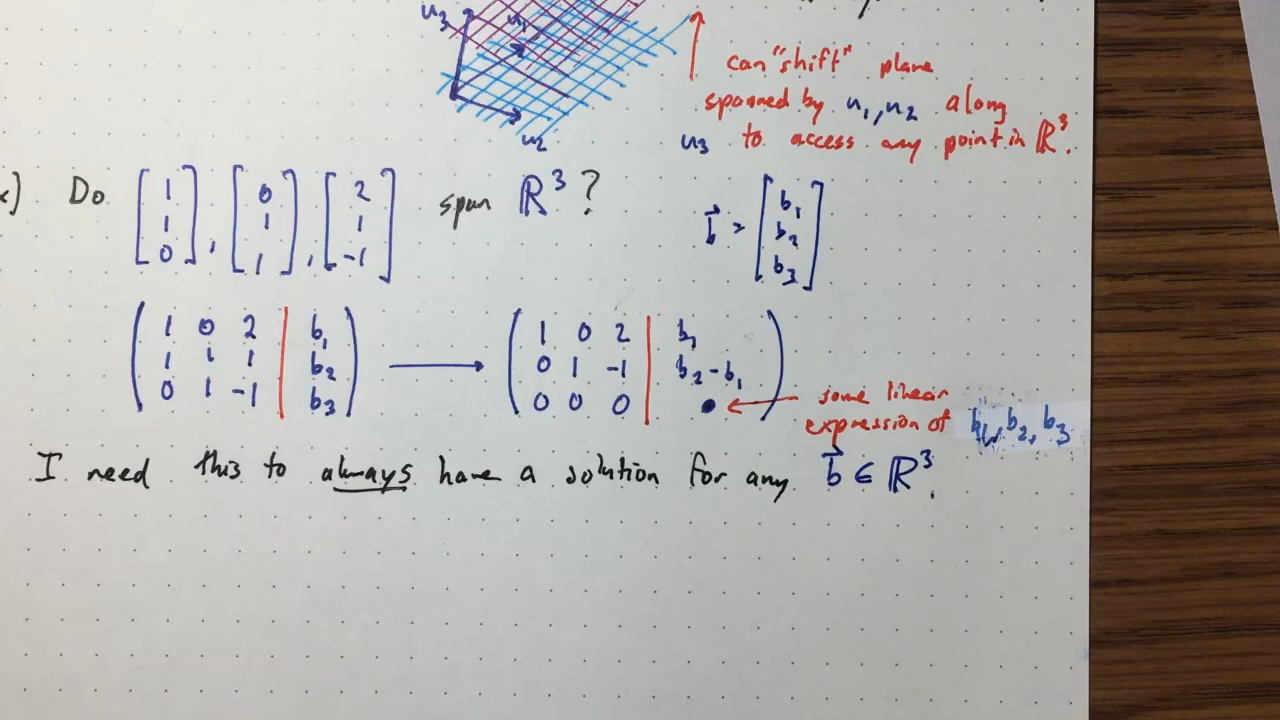 u3 u1
u2
can "shift" plane
spanned by u1, u2 along
u3 to access any point in ℝ³.
x) Do [1 1 0], [0 1 1], [2 1 -1] span ℝ³?
b⃗ = [b1 b2 b3]
( 1 0 2 | b1 ) → ( 1 0 2 | b1 )
( 1 1 1 | b2 ) ( 0 1 -1 | b2 - b1 )
( 0 1 -1 | b3 ) ( 0 0 0 | • ) ← some linear
expression of b1, b2, b3
I need this to always have a solution for any b⃗ ∈ ℝ³.